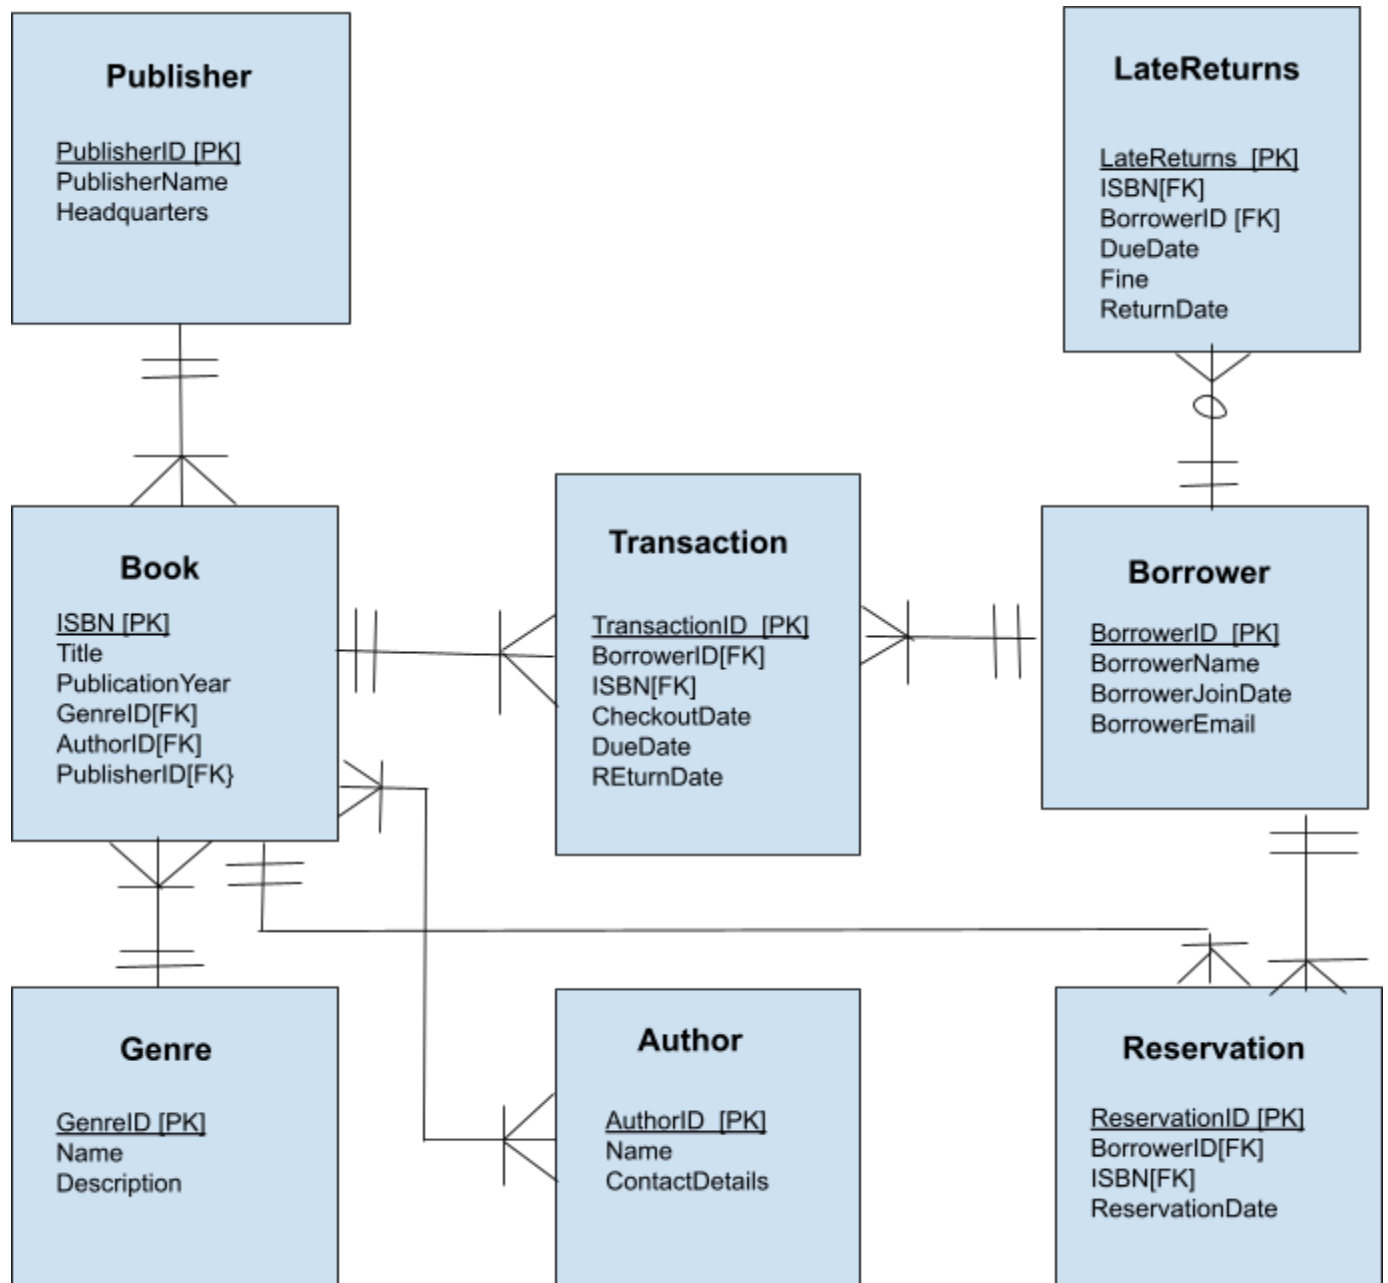 Publisher
PublisherID [PK]
PublisherName
Headquarters
LateReturns
LateReturns  [PK]
ISBN[FK]
BorrowerID [FK]
DueDate
Fine
ReturnDate
Book
ISBN [PK]
Title
PublicationYear
GenreID[FK]
AuthorID[FK]
PublisherID[FK}
Transaction
TransactionID  [PK]
BorrowerID[FK]
ISBN[FK]
CheckoutDate
DueDate
REturnDate
Borrower
BorrowerID  [PK]
BorrowerName
BorrowerJoinDate
BorrowerEmail
Genre
GenreID [PK]
Name
Description
Author
AuthorID  [PK]
Name
ContactDetails
Reservation
ReservationID [PK]
BorrowerID[FK]
ISBN[FK]
ReservationDate